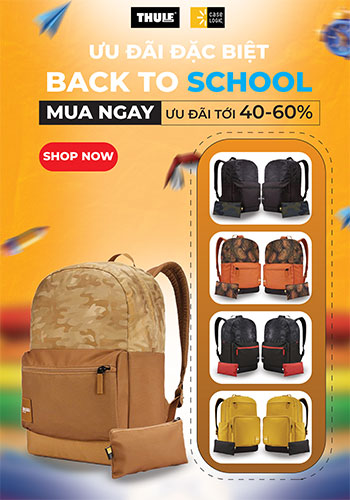 THULE
case
LOGIC
ƯU ĐÃI ĐẶC BIỆT
BACK TO SCHOOL
MUA NGAY ƯU ĐÃI TỚI 40-60%
SHOP NOW